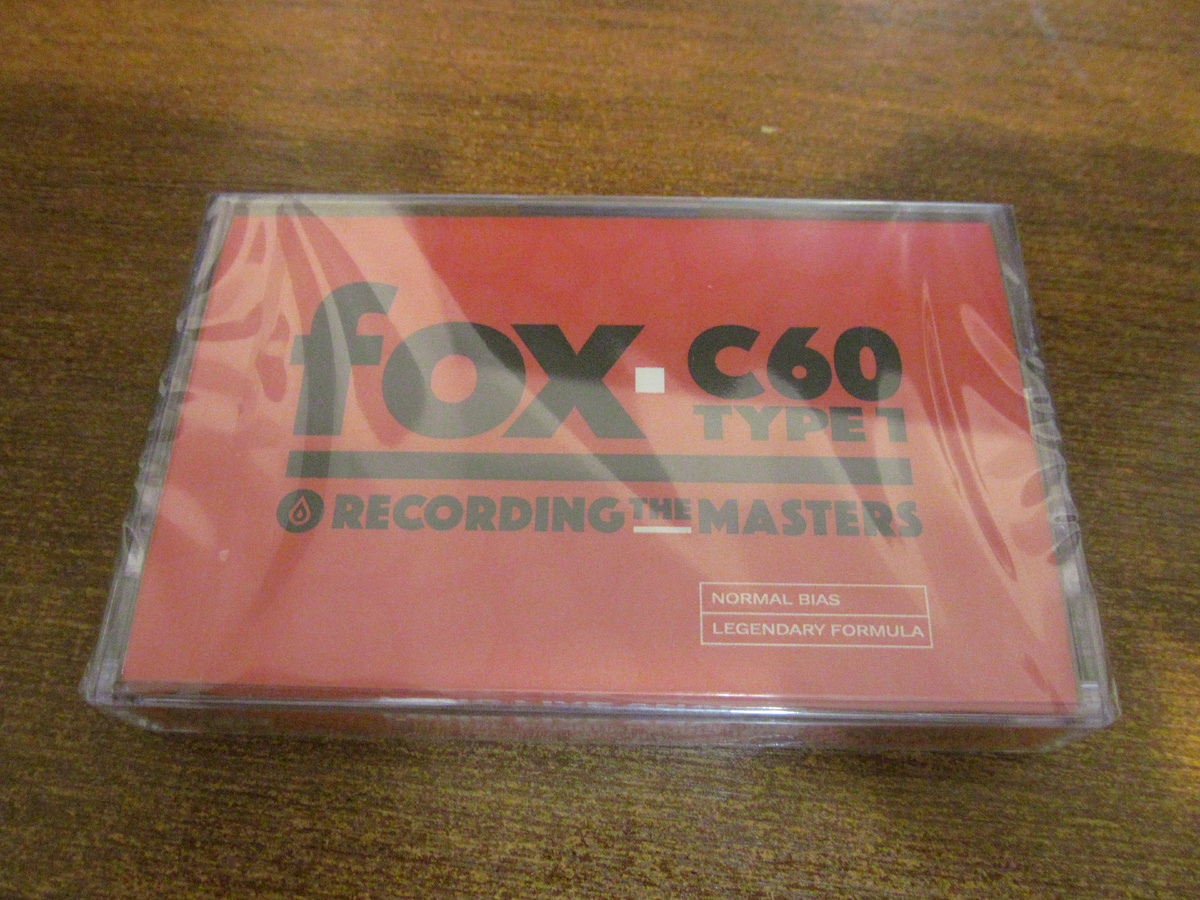 fox. C60
TYPE 1
RECORDING THE MASTERS
NORMAL BIAS
LEGENDARY FORMULA